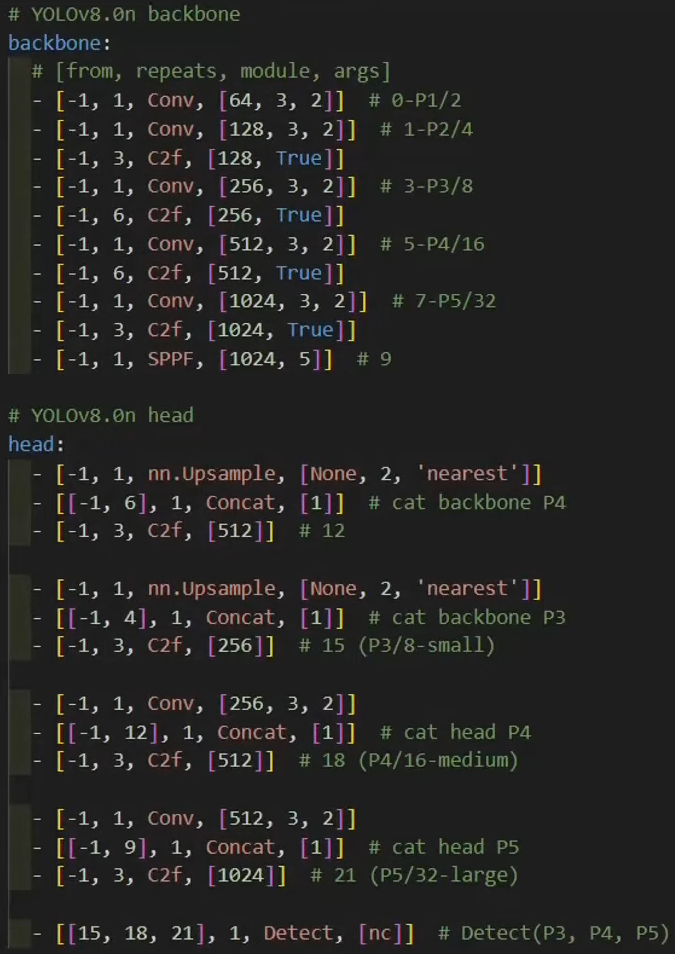 # YOLOv8.0n backbone
backbone:
  # [from, repeats, module, args]
  - [-1, 1, Conv, [64, 3, 2]]  # 0-P1/2
  - [-1, 1, Conv, [128, 3, 2]]  # 1-P2/4
  - [-1, 3, C2f, [128, True]]
  - [-1, 1, Conv, [256, 3, 2]]  # 3-P3/8
  - [-1, 6, C2f, [256, True]]
  - [-1, 1, Conv, [512, 3, 2]]  # 5-P4/16
  - [-1, 6, C2f, [512, True]]
  - [-1, 1, Conv, [1024, 3, 2]]  # 7-P5/32
  - [-1, 3, C2f, [1024, True]]
  - [-1, 1, SPPF, [1024, 5]]  # 9

# YOLOv8.0n head
head:
  - [-1, 1, nn.Upsample, [None, 2, 'nearest']]
  - [[-1, 6], 1, Concat, [1]]  # cat backbone P4
  - [-1, 3, C2f, [512]]  # 12

  - [-1, 1, nn.Upsample, [None, 2, 'nearest']]
  - [[-1, 4], 1, Concat, [1]]  # cat backbone P3
  - [-1, 3, C2f, [256]]  # 15 (P3/8-small)

  - [-1, 1, Conv, [256, 3, 2]]
  - [[-1, 12], 1, Concat, [1]]  # cat head P4
  - [-1, 3, C2f, [512]]  # 18 (P4/16-medium)

  - [-1, 1, Conv, [512, 3, 2]]
  - [[-1, 9], 1, Concat, [1]]  # cat head P5
  - [-1, 3, C2f, [1024]]  # 21 (P5/32-large)

  - [[15, 18, 21], 1, Detect, [nc]]  # Detect(P3, P4, P5)